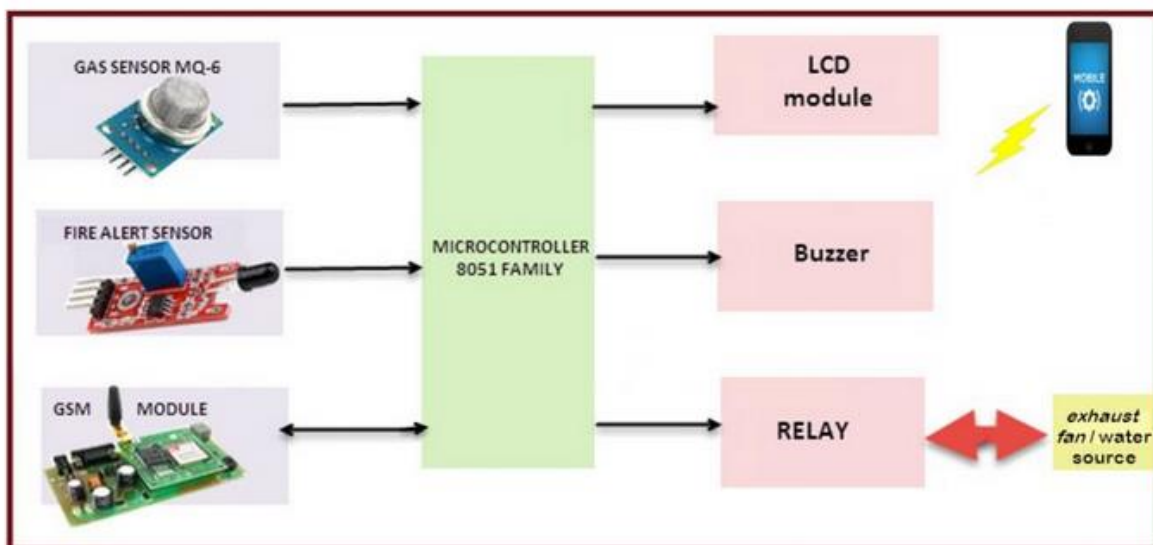 GAS SENSOR MQ-6
LCD
module
MOBILE
FIRE ALERT SENSOR
MICROCONTROLLER
8051 FAMILY
Buzzer
GSM MODULE
RELAY
exhaust
fan / water
source